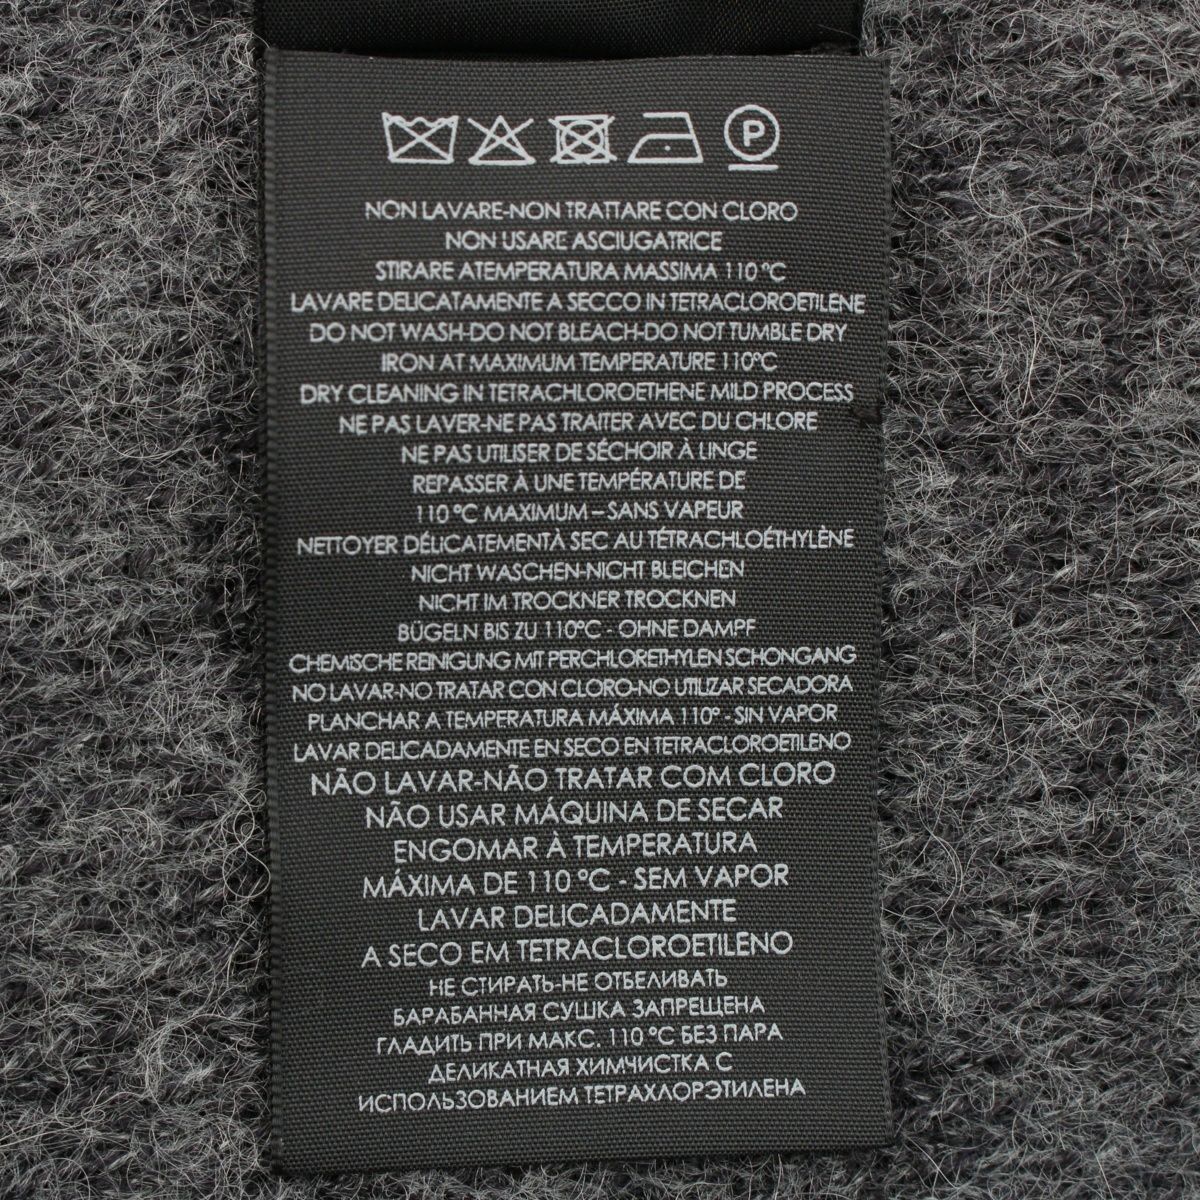 P
NON LAVARE-NON TRATTARE CON CLORO
NON USARE ASCIUGATRICE
STIRARE ATEMPERATURA MASSIMA 110 °C
LAVARE DELICATAMENTE A SECCO IN TETRACLOROETILENE
DO NOT WASH-DO NOT BLEACH-DO NOT TUMBLE DRY
IRON AT MAXIMUM TEMPERATURE 110°C
DRY CLEANING IN TETRACHLOROETHENE MILD PROCESS
NE PAS LAVER-NE PAS TRAITER AVEC DU CHLORE
NE PAS UTILISER DE SÉCHOIR À LINGE
REPASSER À UNE TEMPÉRATURE DE
110 °C MAXIMUM – SANS VAPEUR
NETTOYER DÉLICATEMENTÀ SEC AU TÉTRACHLOÉTHYLÈNE
NICHT WASCHEN-NICHT BLEICHEN
NICHT IM TROCKNER TROCKNEN
BÜGELN BIS ZU 110°C - OHNE DAMPF
CHEMISCHE REINIGUNG MIT PERCHLORETHYLEN SCHONGANG
NO LAVAR-NO TRATAR CON CLORO-NO UTILIZAR SECADORA
PLANCHAR A TEMPERATURA MÁXIMA 110° - SIN VAPOR
LAVAR DELICADAMENTE EN SECO EN TETRACLOROETILENO
NÃO LAVAR-NÃO TRATAR COM CLORO
NÃO USAR MÁQUINA DE SECAR
ENGOMAR À TEMPERATURA
MÁXIMA DE 110 °C - SEM VAPOR
LAVAR DELICADAMENTE
A SECO EM TETRACLOROETILENO
НЕ СТИРАТЬ-НЕ ОТБЕЛИВАТЬ
БАРАБАННАЯ СУШКА ЗАПРЕЩЕНА
ГЛАДИТЬ ПРИ МАКС. 110 °C БЕЗ ПАРА
ДЕЛИКАТНАЯ ХИМЧИСТКА С
ИСПОЛЬЗОВАНИЕМ ТЕТРАХЛОРЭТИЛЕНА